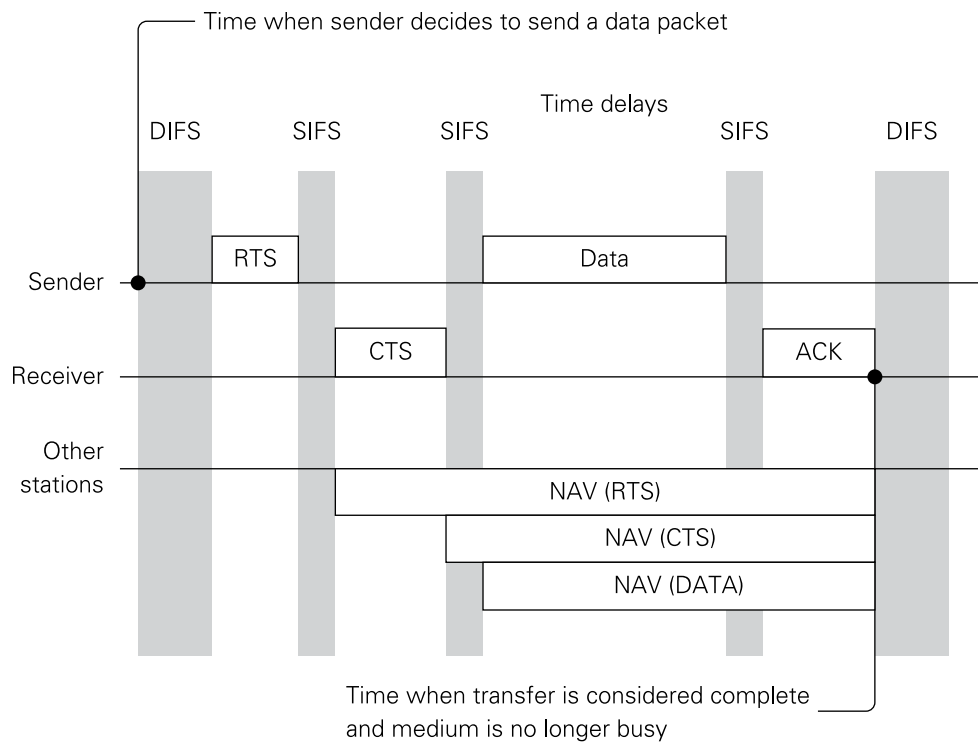 Time when sender decides to send a data packet
Time delays
DIFS
SIFS
SIFS
SIFS
DIFS
RTS
Data
Sender
CTS
ACK
Receiver
Other
stations
NAV (RTS)
NAV (CTS)
NAV (DATA)
Time when transfer is considered complete
and medium is no longer busy